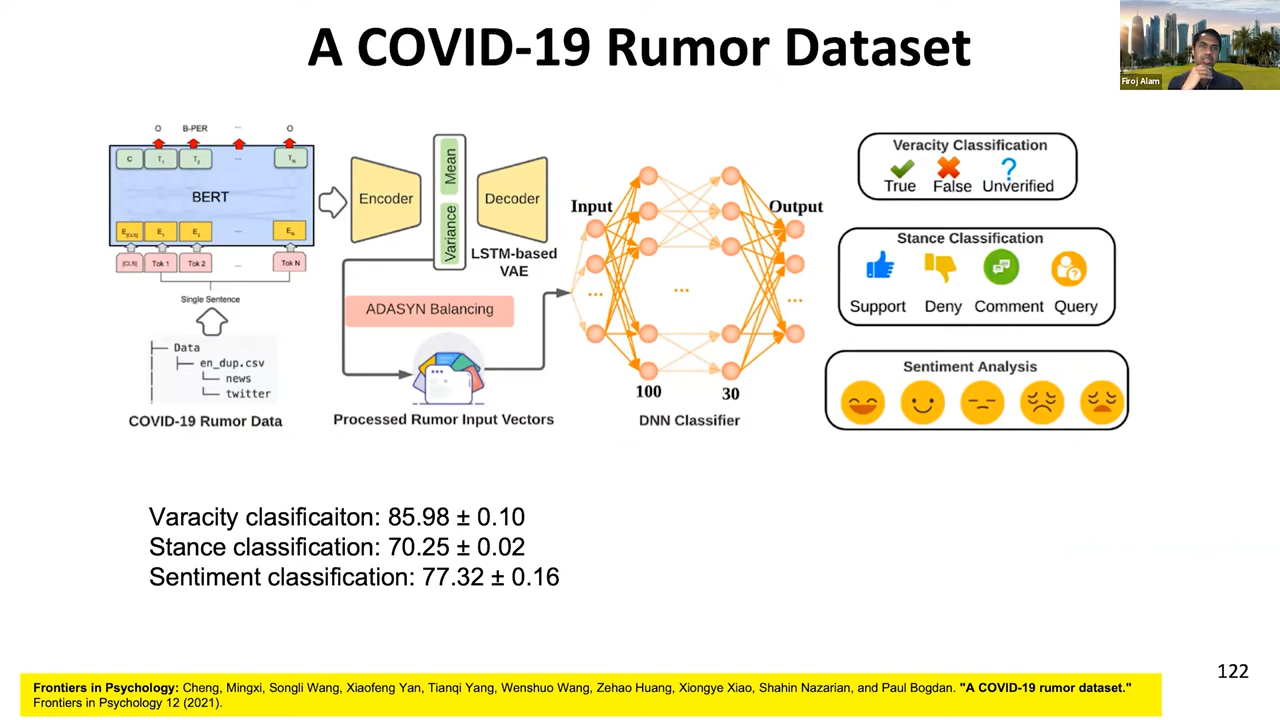 A COVID-19 Rumor Dataset
Firoj Alam
O B-PER ... O
C T1 T2 ... TN
BERT
E[CLS] E1 E2 ... EN
[CLS] Tok 1 Tok 2 ... Tok N
Single Sentence
Data
en_dup.csv
news
twitter
COVID-19 Rumor Data
Encoder
Mean
Variance
Decoder
LSTM-based
VAE
ADASYN Balancing
Processed Rumor Input Vectors
Input
Output
...
...
...
100
30
DNN Classifier
Veracity Classification
True False Unverified
Stance Classification
Support Deny Comment Query
Sentiment Analysis
Varacity clasificaiton: 85.98 ± 0.10
Stance classification: 70.25 ± 0.02
Sentiment classification: 77.32 ± 0.16
122
Frontiers in Psychology: Cheng, Mingxi, Songli Wang, Xiaofeng Yan, Tianqi Yang, Wenshuo Wang, Zehao Huang, Xiongye Xiao, Shahin Nazarian, and Paul Bogdan. "A COVID-19 rumor dataset."
Frontiers in Psychology 12 (2021).